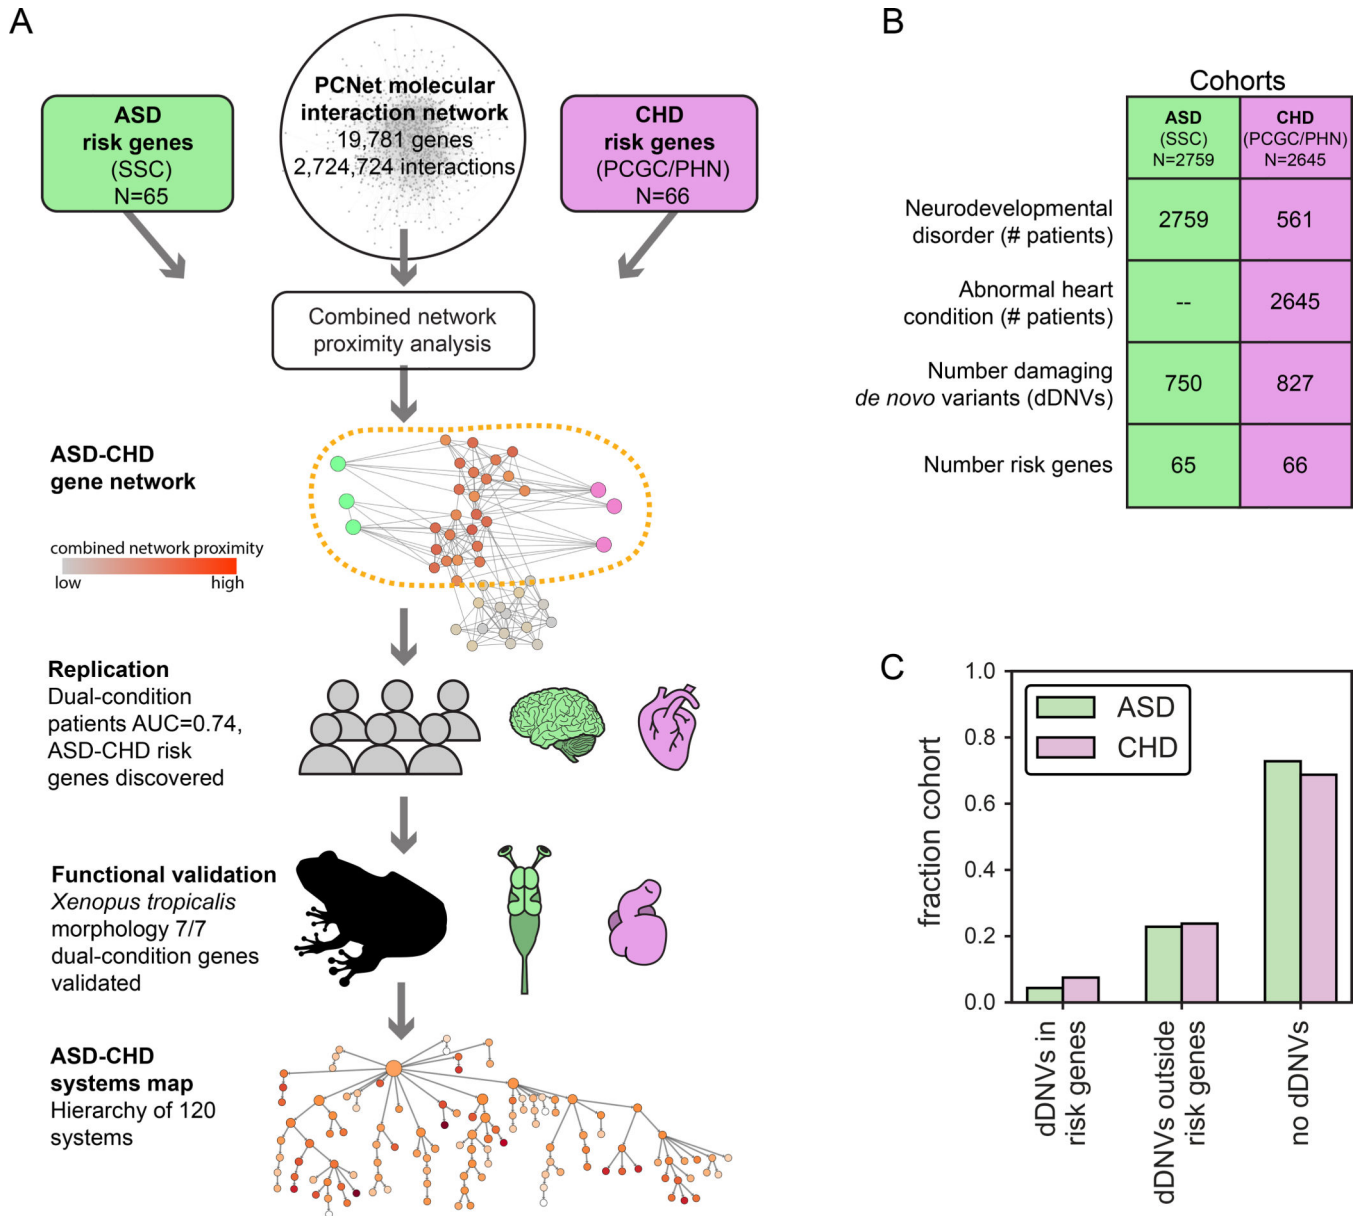 A
ASD
risk genes
(SSC)
N=65
PCNet molecular
interaction network
19,781 genes
2,724,724 interactions
CHD
risk genes
(PCGC/PHN)
N=66
Combined network
proximity analysis
ASD-CHD
gene network
combined network proximity
low
high
Replication
Dual-condition
patients AUC=0.74,
ASD-CHD risk
genes discovered
Functional validation
Xenopus tropicalis
morphology 7/7
dual-condition genes
validated
ASD-CHD
systems map
Hierarchy of 120
systems
B
Cohorts
ASD
(SSC)
N=2759
CHD
(PCGC/PHN)
N=2645
Neurodevelopmental
disorder (# patients)
2759
561
Abnormal heart
condition (# patients)
--
2645
Number damaging
de novo variants (dDNVs)
750
827
Number risk genes
65
66
C
fraction cohort
1.0
0.8
0.6
0.4
0.2
0.0
ASD
CHD
dDNVs in
risk genes
dDNVs outside
risk genes
no dDNVs